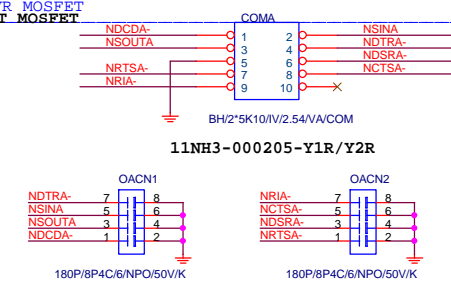 VR MOSFET
T MOSFET
COMA
NDCDA- 1 2 NSINA
NSOUTA 3 4 NDTRA-
5 6 NDSRA-
NRTSA- 7 8 NCTSA-
NRIA- 9 10
BH/2*5K10/IV/2.54/VA/COM
11NH3-000205-Y1R/Y2R
OACN1
NDTRA- 7 8
NSINA 5 6
NSOUTA 3 4
NDCDA- 1 2
180P/8P4C/6/NPO/50V/K
OACN2
NRIA- 7 8
NCTSA- 5 6
NDSRA- 3 4
NRTSA- 1 2
180P/8P4C/6/NPO/50V/K